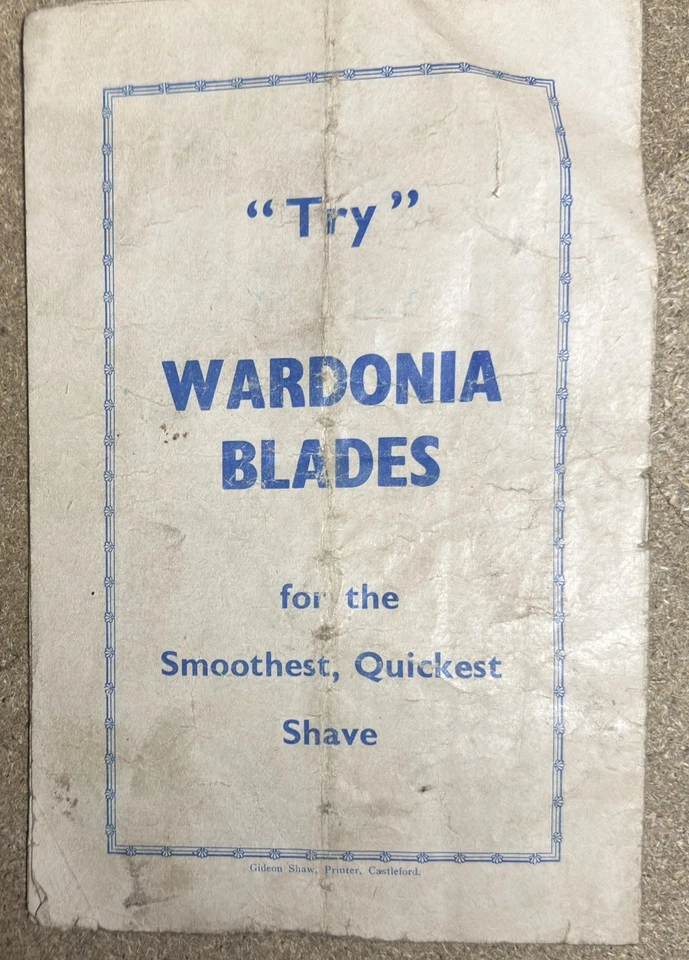 “Try”
WARDONIA
BLADES
for the
Smoothest, Quickest
Shave
Gideon Shaw, Printer, Castleford.